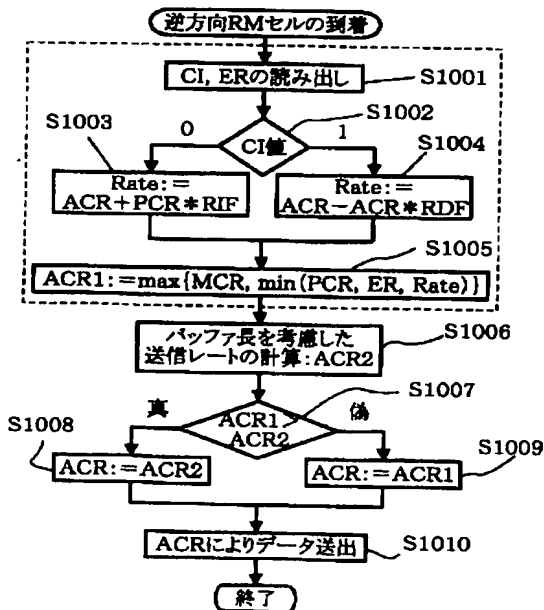 逆方向RMセルの到着
CI, ERの読み出し
S1001
S1002
S1003
0
CI値
1
S1004
Rate:=
ACR+PCR*RIF
Rate:=
ACR−ACR*RDF
S1005
ACR1:=max{MCR, min(PCR, ER, Rate)}
バッファ長を考慮した
送信レートの計算:ACR2
S1006
S1007
真
ACR1>
ACR2
偽
S1008
ACR:=ACR2
ACR:=ACR1
S1009
ACRによりデータ送出
S1010
終了